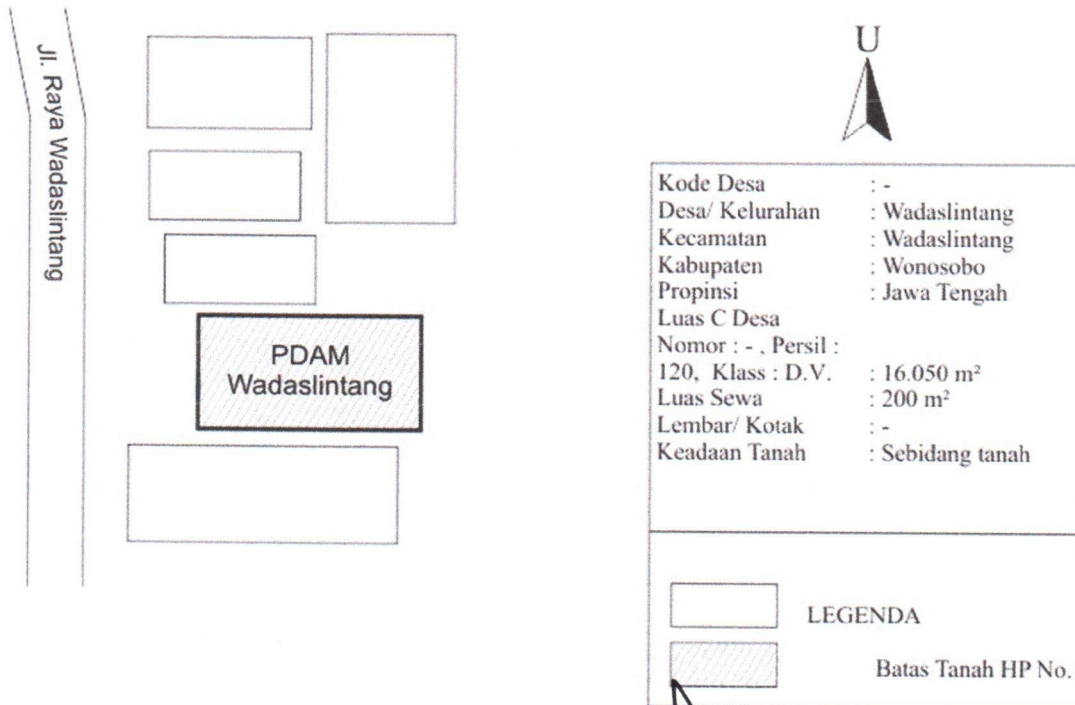 Jl. Raya Wadaslintang
PDAM
Wadaslintang
U
Kode Desa : -
Desa/ Kelurahan : Wadaslintang
Kecamatan : Wadaslintang
Kabupaten : Wonosobo
Propinsi : Jawa Tengah
Luas C Desa
Nomor : - , Persil :
120, Klass : D.V. : 16.050 m²
Luas Sewa : 200 m²
Lembar/ Kotak : -
Keadaan Tanah : Sebidang tanah
LEGENDA
Batas Tanah HP No.